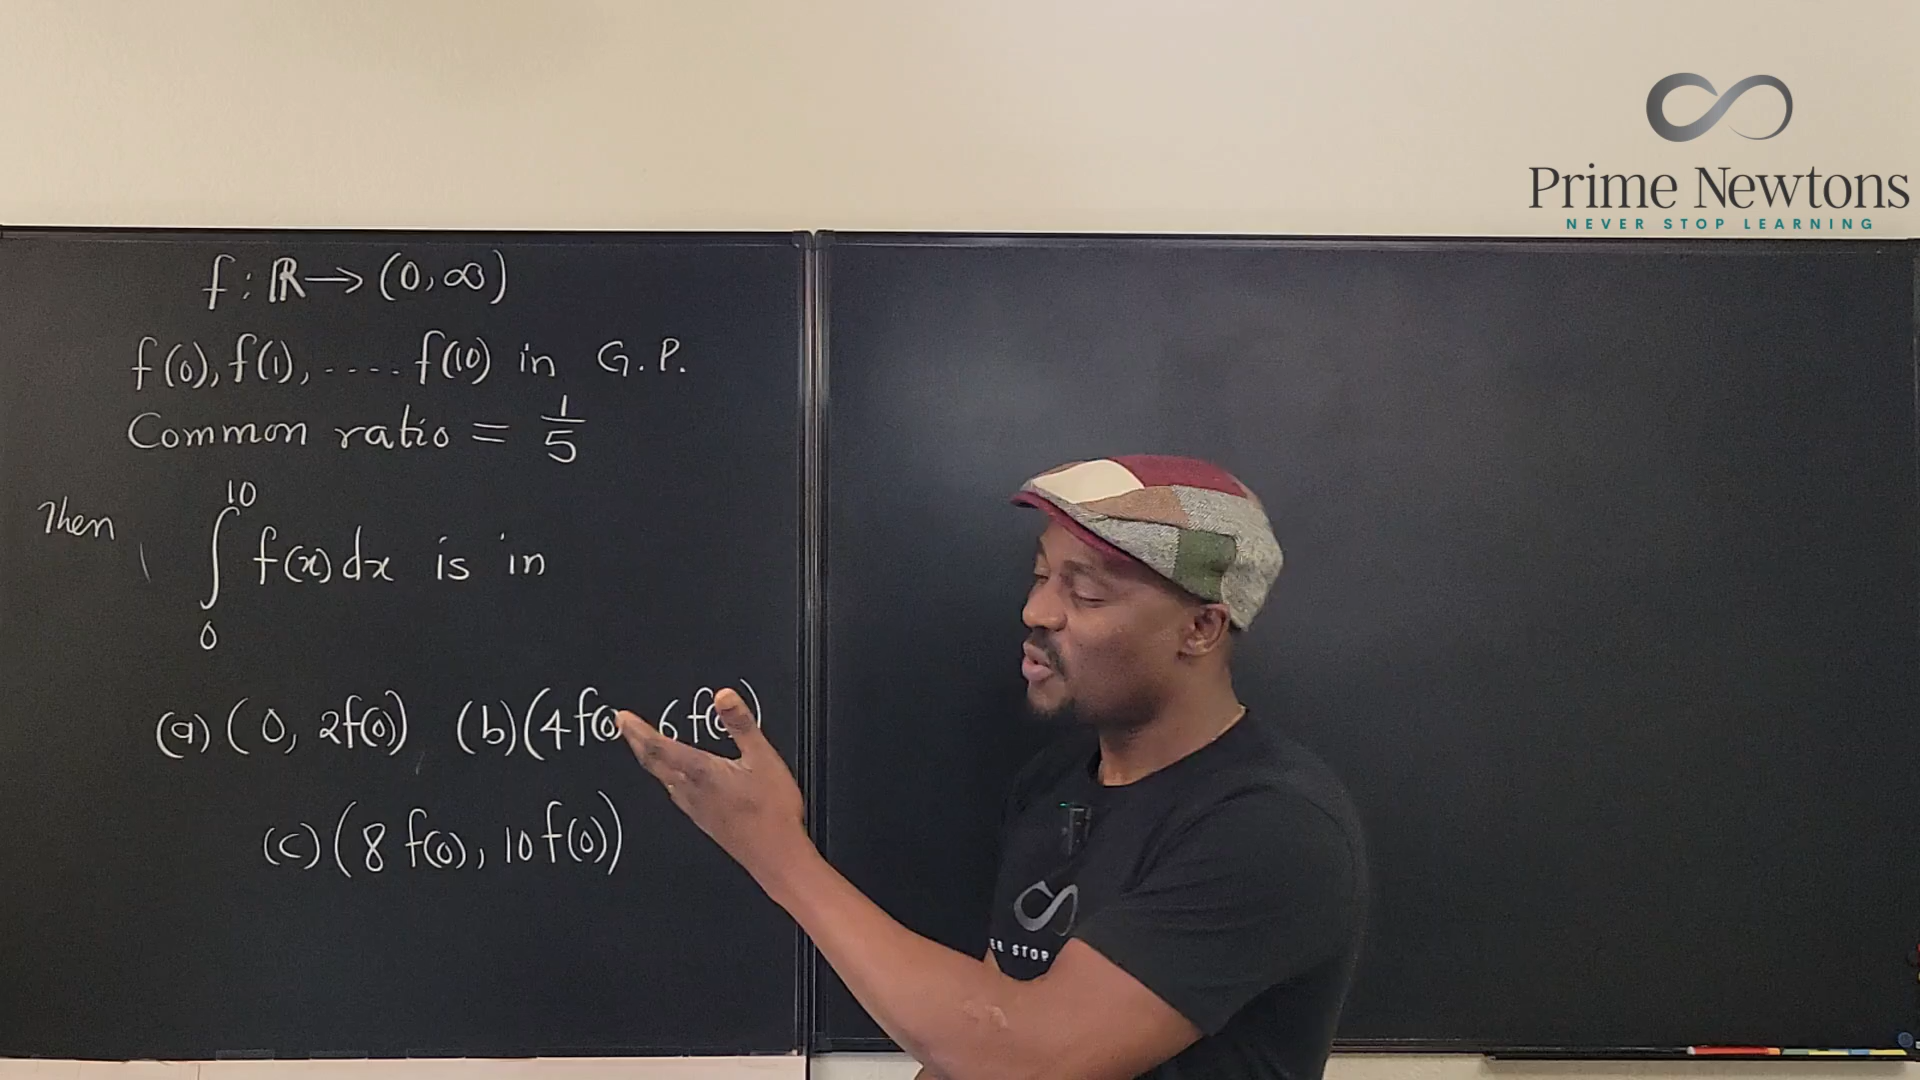 Prime Newtons
NEVER STOP LEARNING
f : ℝ → (0, ∞)
f(0), f(1), .... f(10) in G.P.
Common ratio = 1/5
Then, ∫₀¹⁰ f(x) dx is in
(a) (0, 2f(0)) (b) (4f(0) 6f( )
(c) (8 f(0), 10 f(0))
STOP